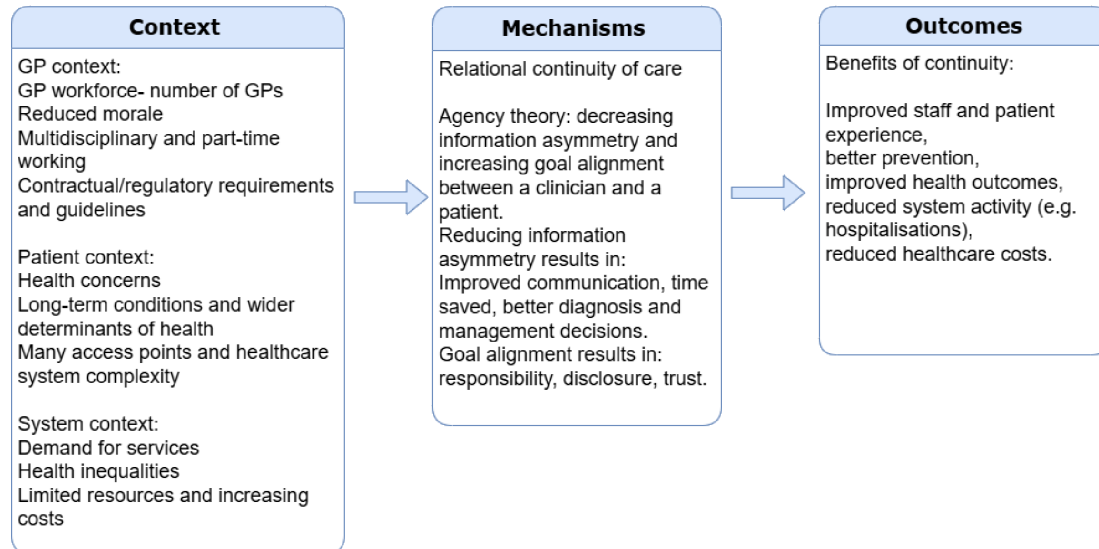 Context
GP context:
GP workforce- number of GPs
Reduced morale
Multidisciplinary and part-time
working
Contractual/regulatory requirements
and guidelines
Patient context:
Health concerns
Long-term conditions and wider
determinants of health
Many access points and healthcare
system complexity
System context:
Demand for services
Health inequalities
Limited resources and increasing
costs
Mechanisms
Relational continuity of care
Agency theory: decreasing
information asymmetry and
increasing goal alignment
between a clinician and a
patient.
Reducing information
asymmetry results in:
Improved communication, time
saved, better diagnosis and
management decisions.
Goal alignment results in:
responsibility, disclosure, trust.
Outcomes
Benefits of continuity:
Improved staff and patient
experience,
better prevention,
improved health outcomes,
reduced system activity (e.g.
hospitalisations),
reduced healthcare costs.